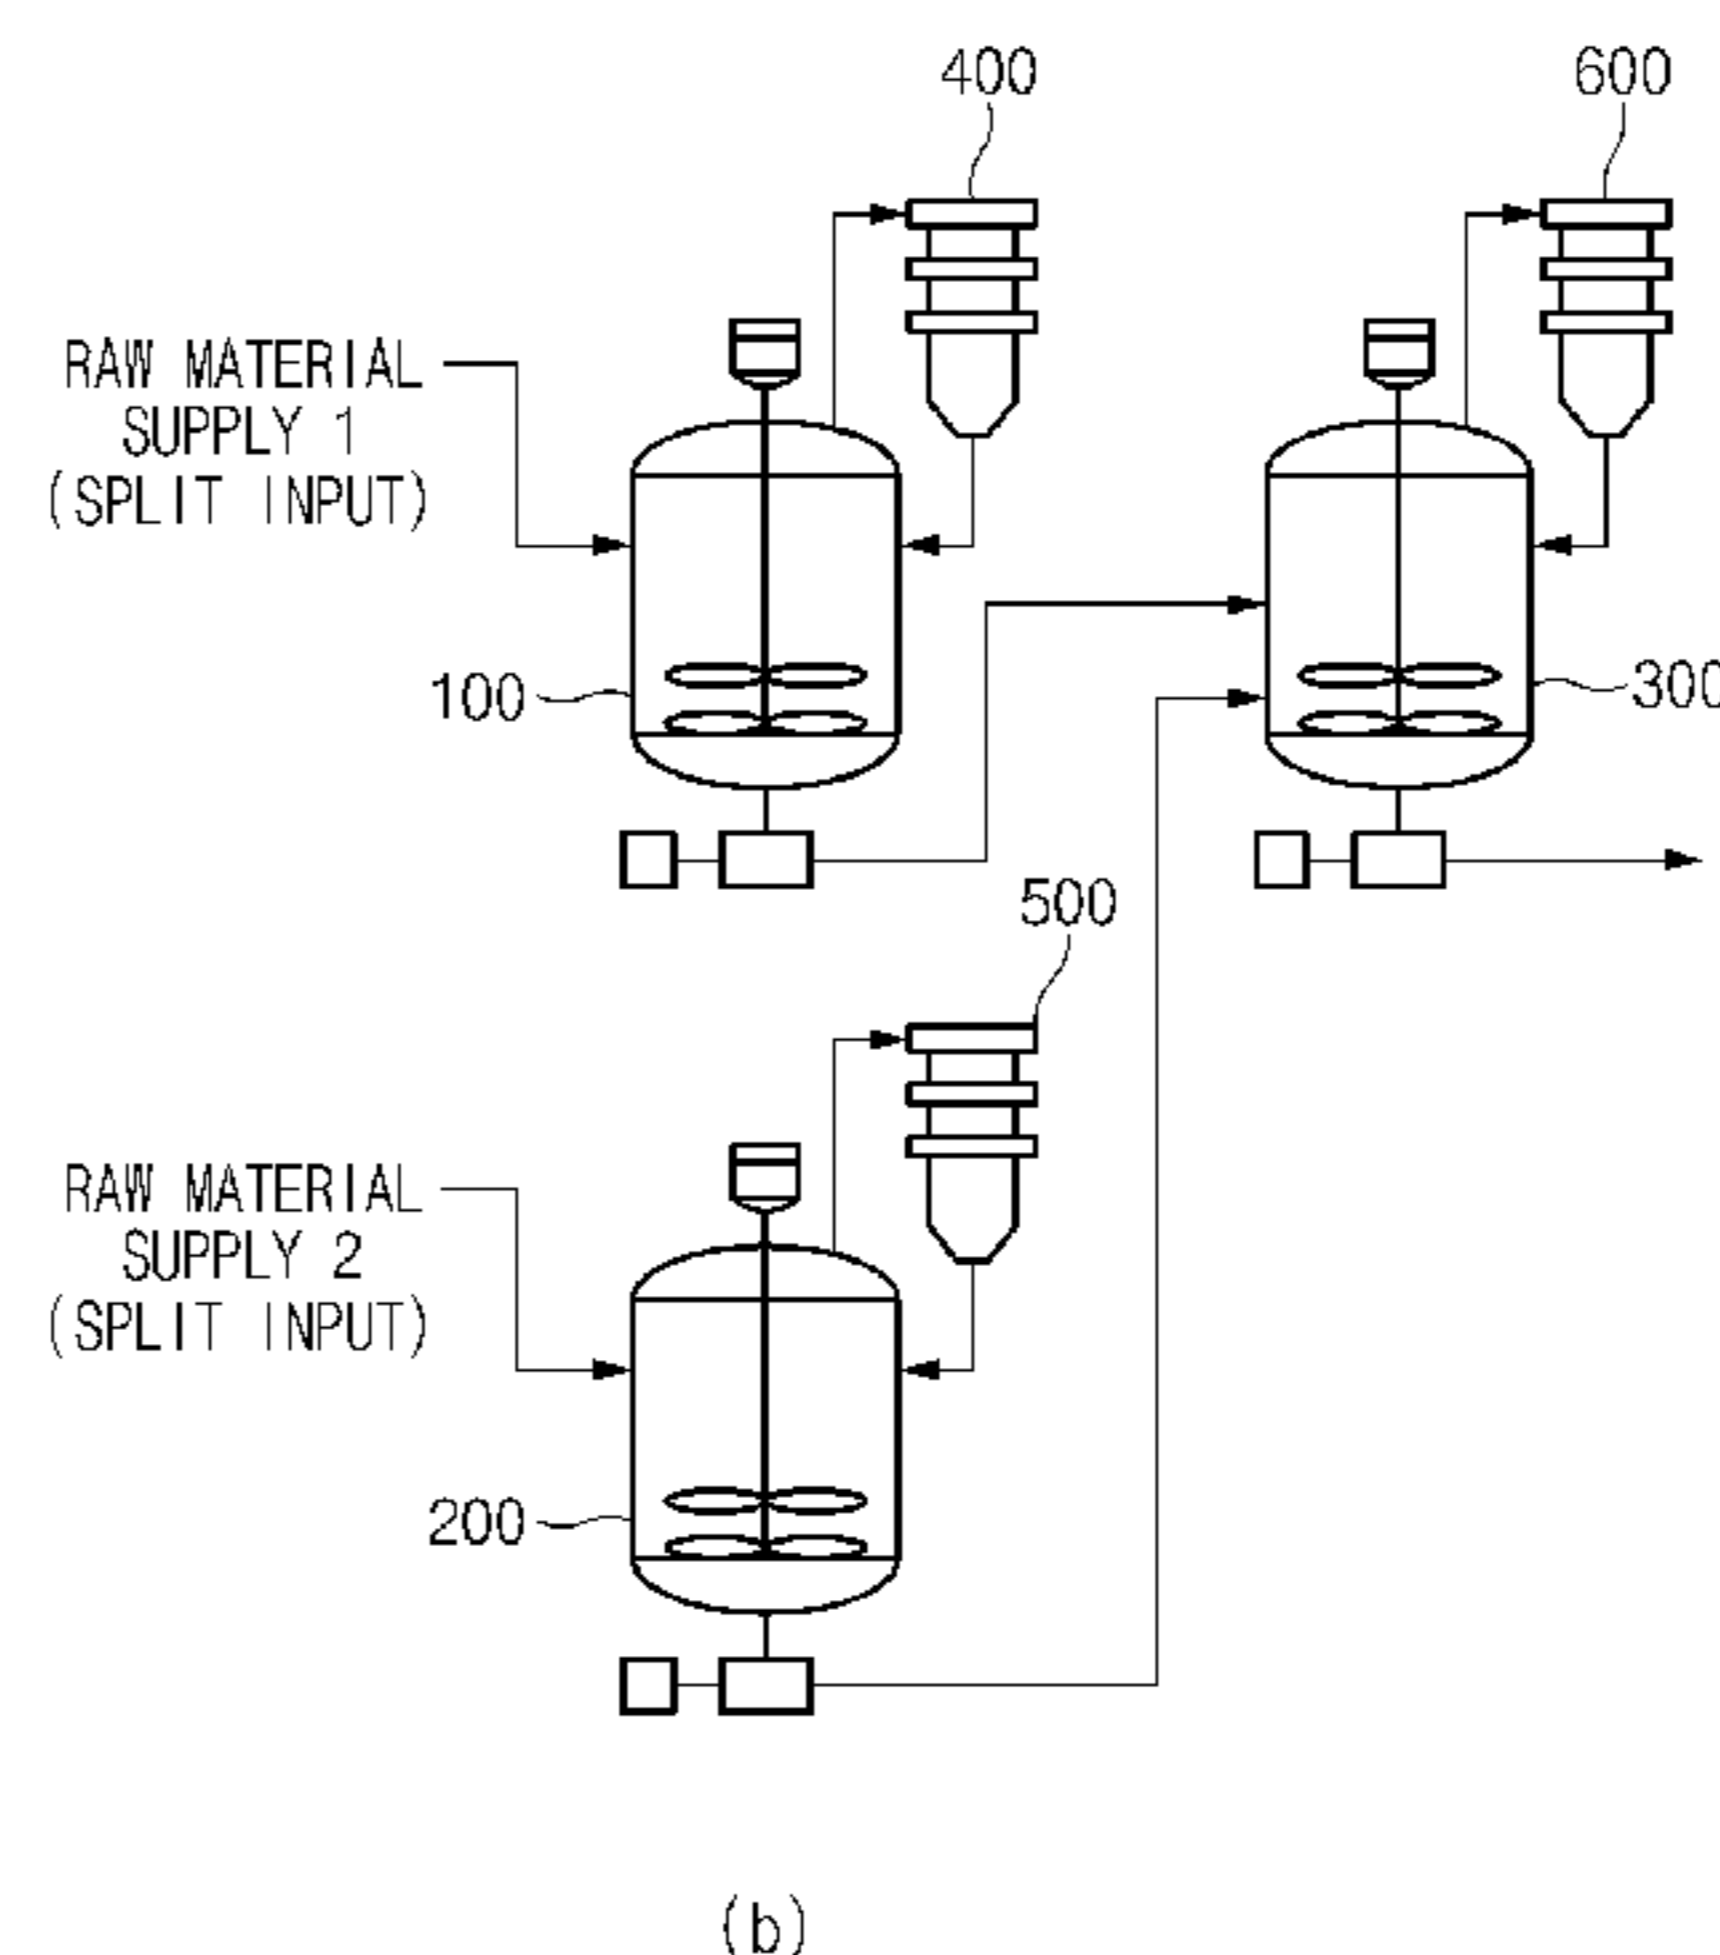 400
600
RAW MATERIAL
SUPPLY 1
(SPLIT INPUT)
100
300
500
RAW MATERIAL
SUPPLY 2
(SPLIT INPUT)
200
(b)